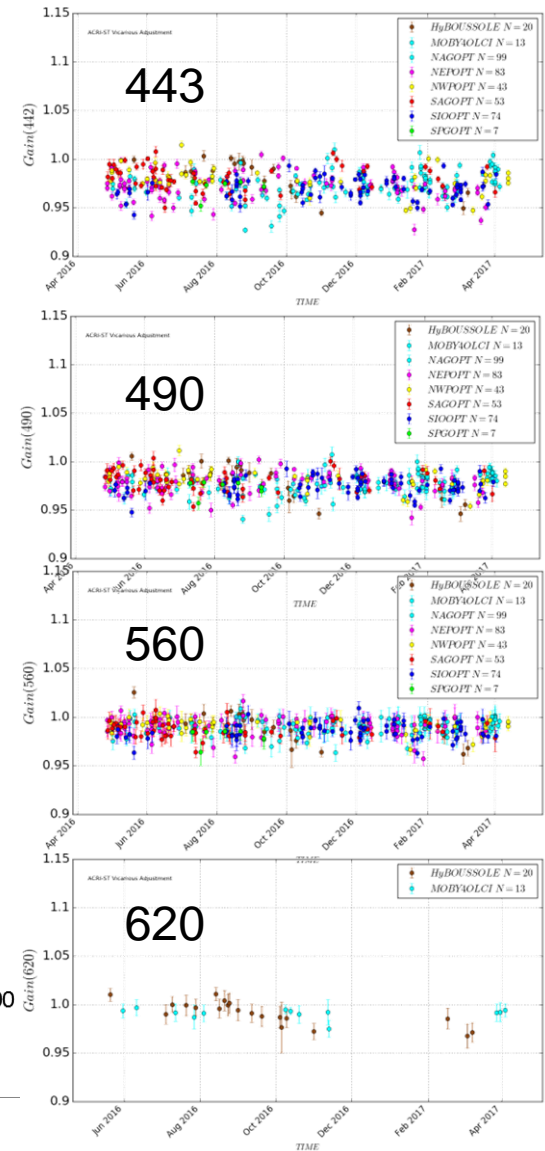 1.15
1.1
1.05
1.0
0.95
0.9
Gain(442)
ACRI-ST Vicarious Adjustment
443
HyBOUSSOLE N = 20
MOBY4OLCI N = 13
NAGOPT N = 99
NEPOPT N = 83
NWPOPT N = 43
SAGOPT N = 53
SIOOPT N = 74
SPGOPT N = 7
Apr 2016
Jun 2016
Aug 2016
Oct 2016
Dec 2016
Feb 2017
Apr 2017
TIME
1.15
1.1
1.05
1.0
0.95
0.9
Gain(490)
ACRI-ST Vicarious Adjustment
490
HyBOUSSOLE N = 20
MOBY4OLCI N = 13
NAGOPT N = 99
NEPOPT N = 83
NWPOPT N = 43
SAGOPT N = 53
SIOOPT N = 74
SPGOPT N = 7
Aug 2016
Oct 2016
Dec 2016
TIME
1.15
1.1
1.05
1.0
0.95
0.9
Gain(560)
ACRI-ST Vicarious Adjustment
560
HyBOUSSOLE N = 20
MOBY4OLCI N = 13
NAGOPT N = 99
NEPOPT N = 83
NWPOPT N = 43
SAGOPT N = 53
SIOOPT N = 74
SPGOPT N = 7
Apr 2016
Jun 2016
Aug 2016
Oct 2016
Dec 2016
Feb 2017
Apr 2017
1.15
1.1
1.05
1.0
0.95
0.9
Gain(620)
ACRI-ST Vicarious Adjustment
620
HyBOUSSOLE N = 20
MOBY4OLCI N = 13
Jun 2016
Aug 2016
Oct 2016
Dec 2016
Feb 2017
Apr 2017
TIME